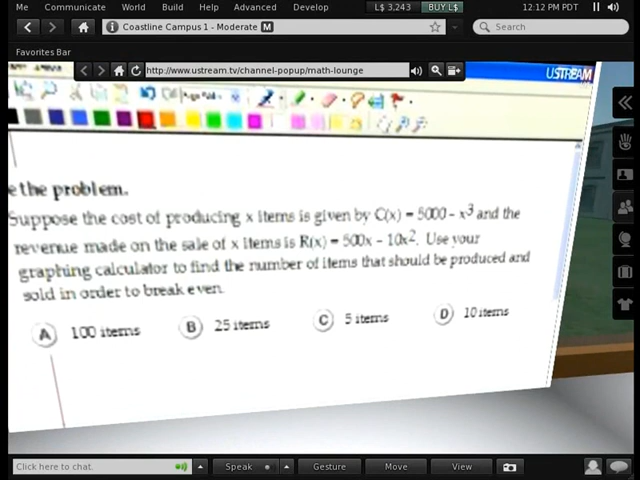 Me Communicate World Build Help Advanced Develop L$ 3,243 BUY L$ 12:12 PM PDT
Coastline Campus 1 - Moderate M Search
Favorites Bar
http://www.ustream.tv/channel-popup/math-lounge
USTREAM
e the problem.
Suppose the cost of producing x items is given by C(x) = 5000 - x³ and the
revenue made on the sale of x items is R(x) = 500x - 10x². Use your
graphing calculator to find the number of items that should be produced and
sold in order to break even.
A 100 items B 25 items C 5 items D 10 items
Click here to chat. Speak Gesture Move View